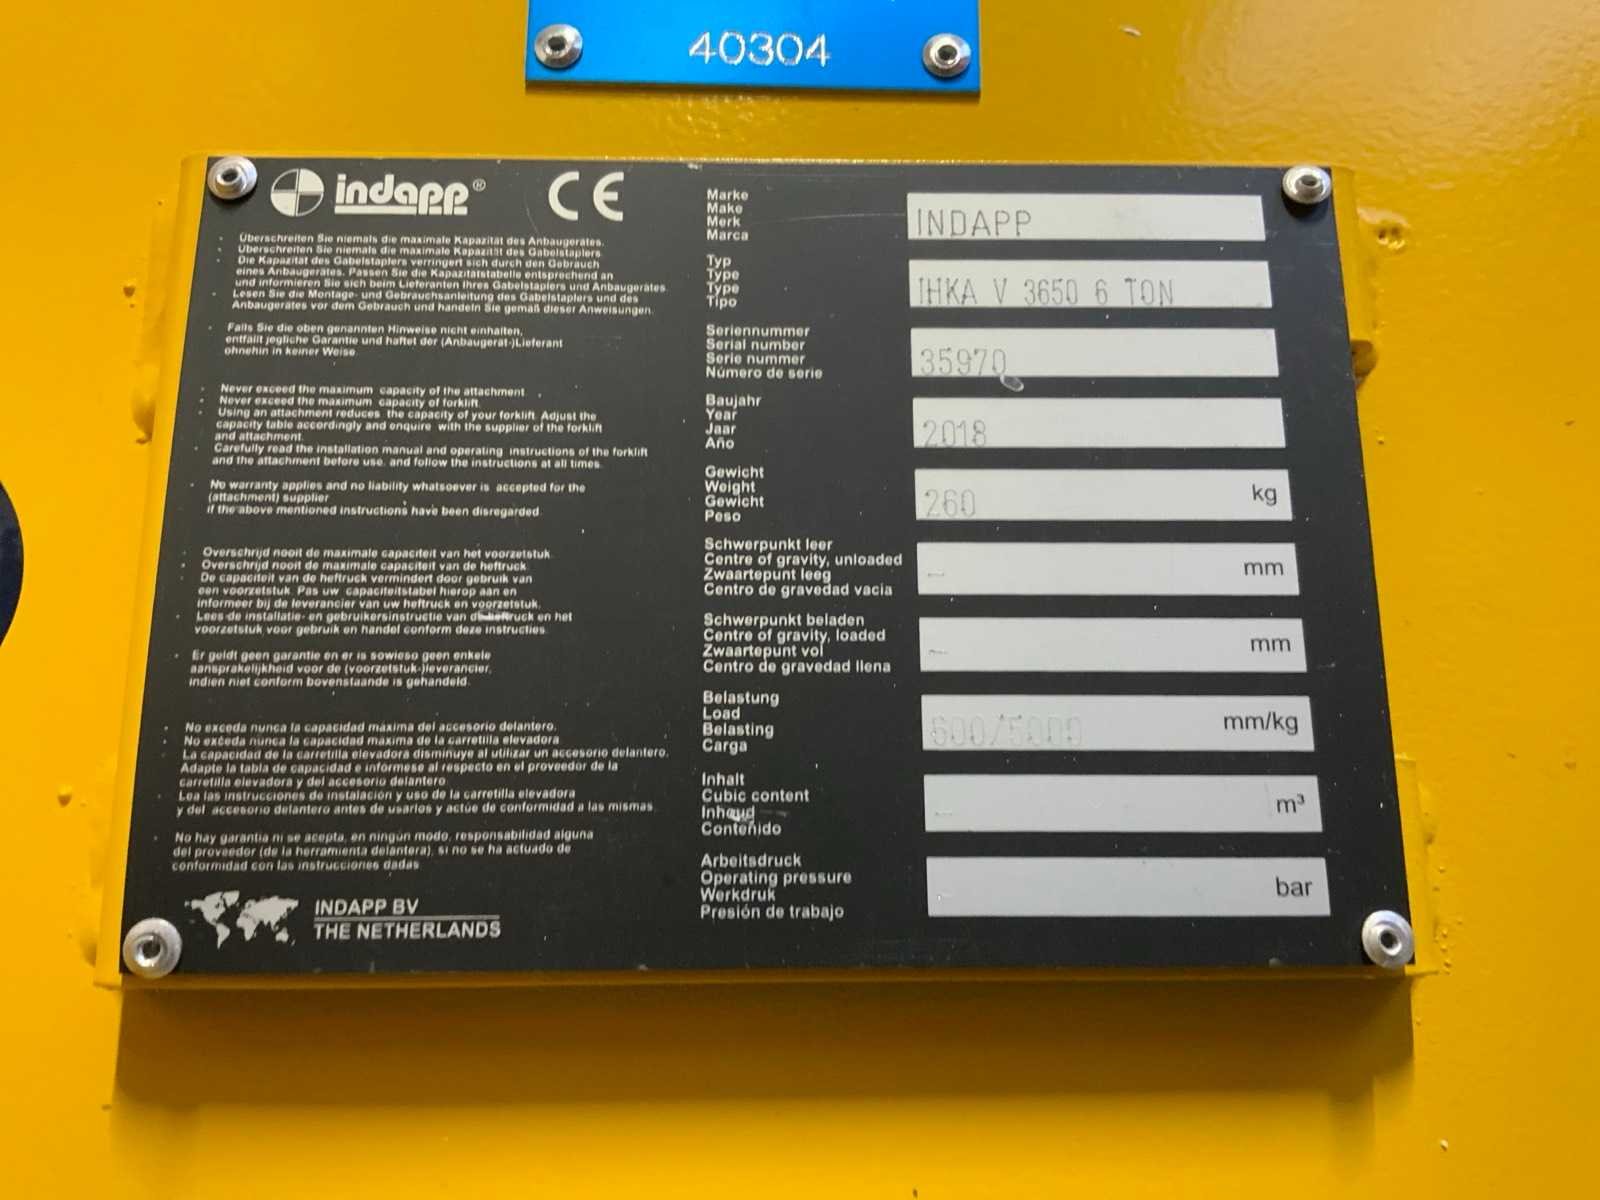 40304
indapp®
CE
· Überschreiten Sie niemals die maximale Kapazität des Anbaugerätes.
· Überschreiten Sie niemals die maximale Kapazität des Gabelstaplers.
· Die Kapazität des Gabelstaplers verringert sich durch den Gebrauch
eines Anbaugerätes. Passen Sie die Kapazitätstabelle entsprechend an
und informieren Sie sich beim Lieferanten Ihres Gabelstaplers und Anbaugerätes.
· Lesen Sie die Montage- und Gebrauchsanleitung des Gabelstaplers und des
Anbaugerätes vor dem Gebrauch und handeln Sie gemäß dieser Anweisungen.
· Falls Sie die oben genannten Hinweise nicht einhalten,
entfällt jegliche Garantie und haftet der (Anbaugerät-)Lieferant
ohnehin in keiner Weise.
· Never exceed the maximum capacity of the attachment.
· Never exceed the maximum capacity of forklift.
· Using an attachment reduces the capacity of your forklift. Adjust the
capacity table accordingly and enquire with the supplier of the forklift
and attachment.
· Carefully read the installation manual and operating instructions of the forklift
and the attachment before use, and follow the instructions at all times.
· No warranty applies and no liability whatsoever is accepted for the
(attachment) supplier
if the above mentioned instructions have been disregarded.
· Overschrijd nooit de maximale capaciteit van het voorzetstuk.
· Overschrijd nooit de maximale capaciteit van de heftruck.
· De capaciteit van de heftruck vermindert door gebruik van
een voorzetstuk. Pas uw capaciteitstabel hierop aan en
informeer bij de leverancier van uw heftruck en voorzetstuk.
· Lees de installatie- en gebruikersinstructie van de heftruck en het
voorzetstuk voor gebruik en handel conform deze instructies.
· Er geldt geen garantie en er is sowieso geen enkele
aansprakelijkheid voor de (voorzetstuk-)leverancier,
indien niet conform bovenstaande is gehandeld.
· No exceda nunca la capacidad máxima del accesorio delantero.
· No exceda nunca la capacidad máxima de la carretilla elevadora.
· La capacidad de la carretilla elevadora disminuye al utilizar un accesorio delantero.
Adapte la tabla de capacidad e infórmese al respecto en el proveedor de la
carretilla elevadora y del accesorio delantero.
· Lea las instrucciones de instalación y uso de la carretilla elevadora
y del accesorio delantero antes de usarlos y actúe de conformidad a las mismas.
· No hay garantía ni se acepta, en ningún modo, responsabilidad alguna
del proveedor (de la herramienta delantera), si no se ha actuado de
conformidad con las instrucciones dadas.
INDAPP BV
THE NETHERLANDS
Marke
Make
Merk
Marca
INDAPP
Typ
Type
Type
Tipo
IHKA V 3650 6 TON
Seriennummer
Serial number
Serie nummer
Número de serie
35970
Baujahr
Year
Jaar
Año
2018
Gewicht
Weight
Gewicht
Peso
260 kg
Schwerpunkt leer
Centre of gravity, unloaded
Zwaartepunt leeg
Centro de gravedad vacia
- mm
Schwerpunkt beladen
Centre of gravity, loaded
Zwaartepunt vol
Centro de gravedad llena
- mm
Belastung
Load
Belasting
Carga
600/5000 mm/kg
Inhalt
Cubic content
Inhoud
Contenido
- m³
Arbeitsdruck
Operating pressure
Werkdruk
Presión de trabajo
- bar